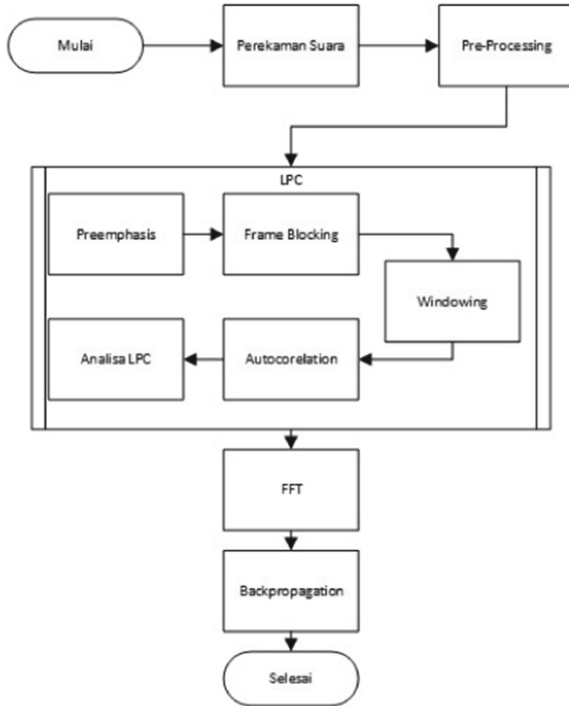 Mulai
Perekaman Suara
Pre-Processing
LPC
Preemphasis
Frame Blocking
Windowing
Autocorelation
Analisa LPC
FFT
Backpropagation
Selesai